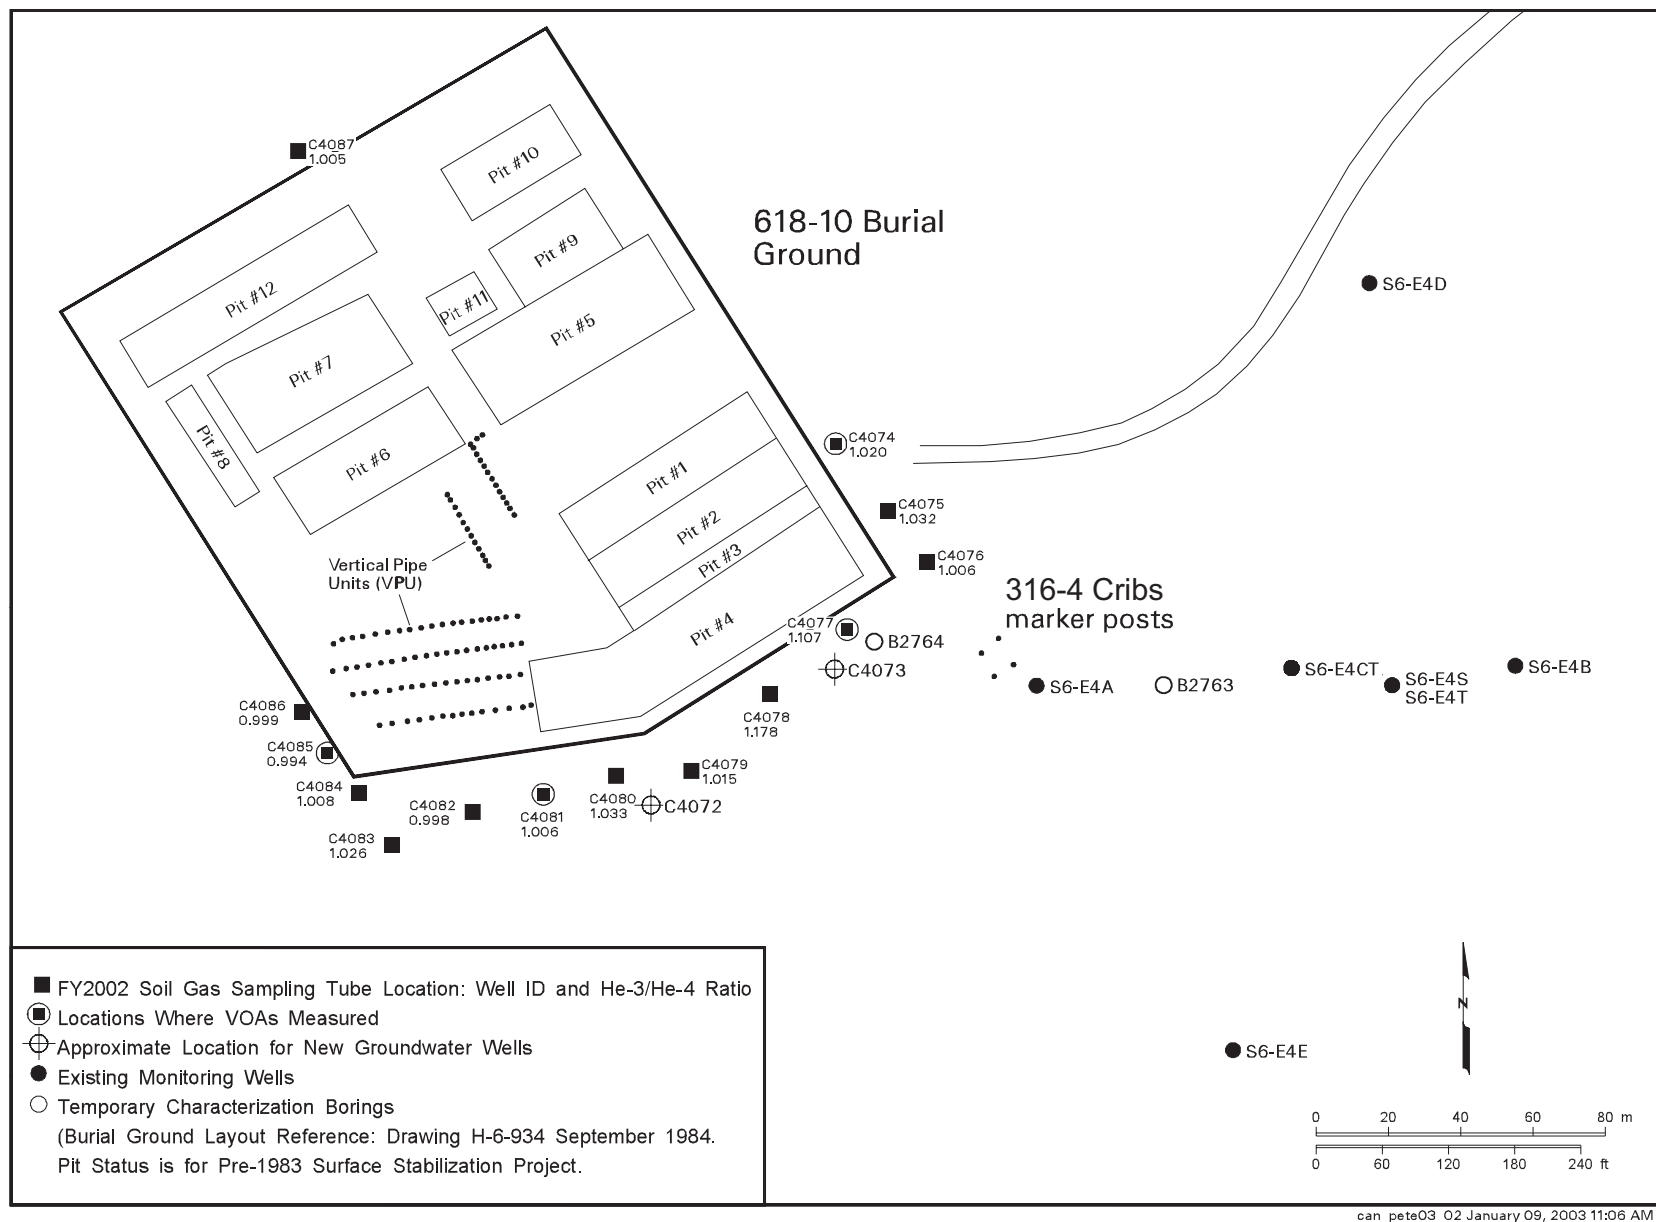 C4087
1.005
Pit #10
618-10 Burial
Ground
Pit #9
Pit #12
Pit #11
Pit #5
S6-E4D
Pit #7
Pit #8
Pit #6
C4074
1.020
Pit #1
C4075
1.032
Pit #2
Pit #3
C4076
1.006
Vertical Pipe
Units (VPU)
316-4 Cribs
marker posts
Pit #4
C4077
1.107
B2764
C4073
S6-E4A
B2763
S6-E4CT
S6-E4S
S6-E4T
S6-E4B
C4086
0.999
C4078
1.178
C4085
0.994
C4079
1.015
C4084
1.008
C4080
1.033
C4072
C4082
0.998
C4081
1.006
C4083
1.026
FY2002 Soil Gas Sampling Tube Location: Well ID and He-3/He-4 Ratio
Locations Where VOAs Measured
Approximate Location for New Groundwater Wells
Existing Monitoring Wells
Temporary Characterization Borings
(Burial Ground Layout Reference: Drawing H-6-934 September 1984.
Pit Status is for Pre-1983 Surface Stabilization Project.
N
S6-E4E
0 20 40 60 80 m
0 60 120 180 240 ft
can_pete03_02 January 09, 2003 11:06 AM